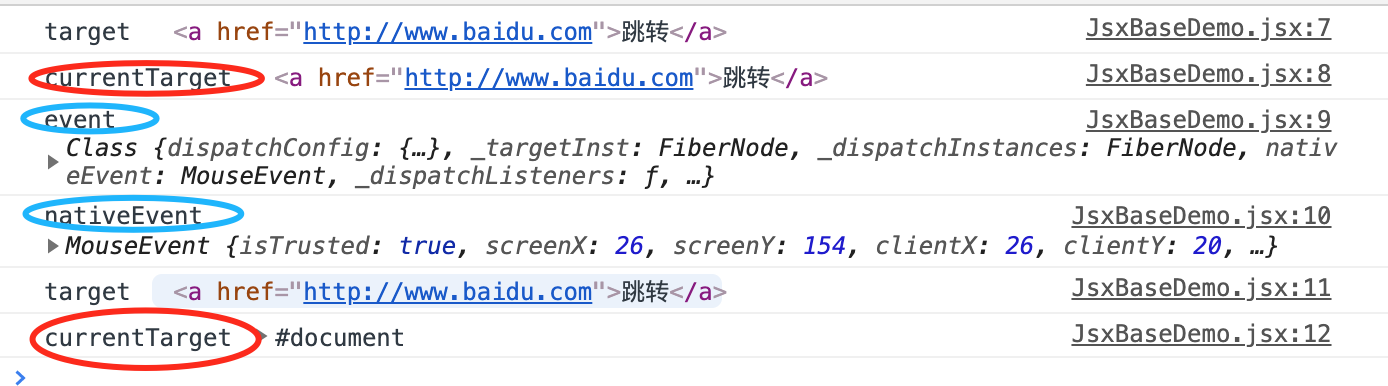 target <a href="http://www.baidu.com">跳转</a> JsxBaseDemo.jsx:7
currentTarget <a href="http://www.baidu.com">跳转</a> JsxBaseDemo.jsx:8
event JsxBaseDemo.jsx:9
Class {dispatchConfig: {…}, _targetInst: FiberNode, _dispatchInstances: FiberNode, nativ
eEvent: MouseEvent, _dispatchListeners: ƒ, …}
nativeEvent JsxBaseDemo.jsx:10
MouseEvent {isTrusted: true, screenX: 26, screenY: 154, clientX: 26, clientY: 20, …}
target <a href="http://www.baidu.com">跳转</a> JsxBaseDemo.jsx:11
currentTarget #document JsxBaseDemo.jsx:12